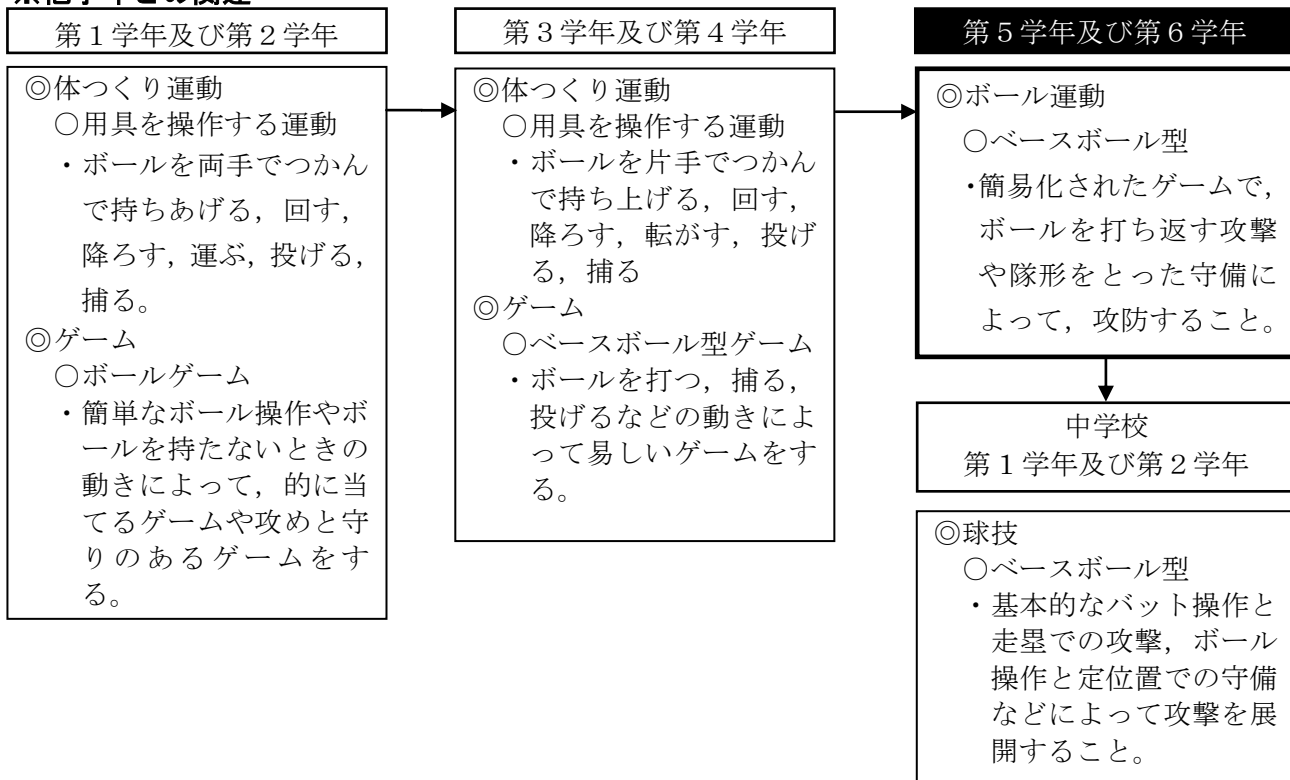 ※他学年との関連
第１学年及び第２学年
◎体つくり運動
○用具を操作する運動
・ボールを両手でつかん
で持ちあげる，回す，
降ろす，運ぶ，投げる，
捕る。
◎ゲーム
○ボールゲーム
・簡単なボール操作やボ
ールを持たないときの
動きによって，的に当
てるゲームや攻めと守
りのあるゲームをす
る。
第３学年及び第４学年
◎体つくり運動
○用具を操作する運動
・ボールを片手でつかん
で持ち上げる，回す，
降ろす，転がす，投げ
る，捕る
◎ゲーム
○ベースボール型ゲーム
・ボールを打つ，捕る，
投げるなどの動きによ
って易しいゲームをす
る。
第５学年及び第６学年
◎ボール運動
○ベースボール型
・簡易化されたゲームで，
ボールを打ち返す攻撃
や隊形をとった守備に
よって，攻防すること。
中学校
第１学年及び第２学年
◎球技
○ベースボール型
・基本的なバット操作と
走塁での攻撃，ボール
操作と定位置での守備
などによって攻撃を展
開すること。